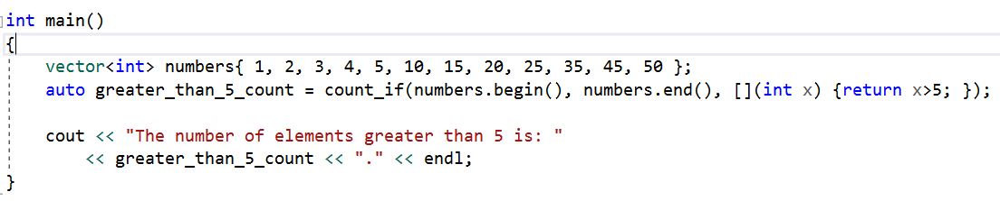 int main()
{
    vector<int> numbers{ 1, 2, 3, 4, 5, 10, 15, 20, 25, 35, 45, 50 };
    auto greater_than_5_count = count_if(numbers.begin(), numbers.end(), [](int x) {return x>5; });
    cout << "The number of elements greater than 5 is: "
        << greater_than_5_count << "." << endl;
}